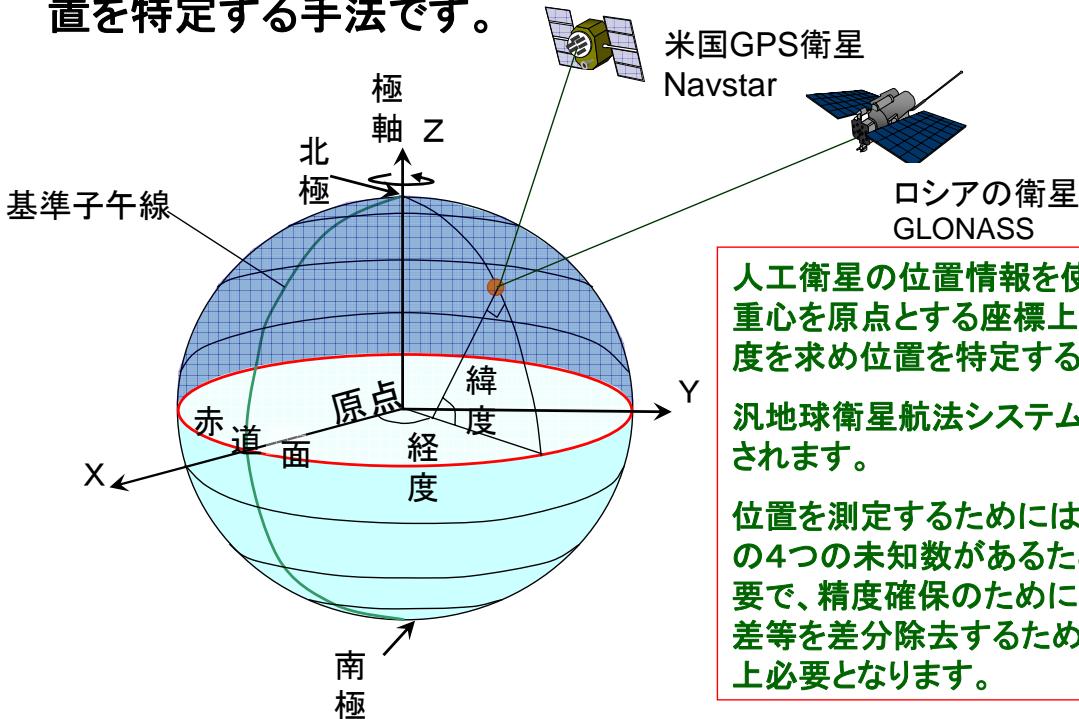 置を特定する手法です。
米国GPS衛星
Navstar
極軸 Z
北極
基準子午線
ロシアの衛星
GLONASS
人工衛星の位置情報を使
重心を原点とする座標上
度を求め位置を特定する
汎地球衛星航法システム
されます。
位置を測定するためには
の4つの未知数があるた
要で、精度確保のために
差等を差分除去するため
上必要となります。
原点
緯度
Y
赤道面
経度
X
南極